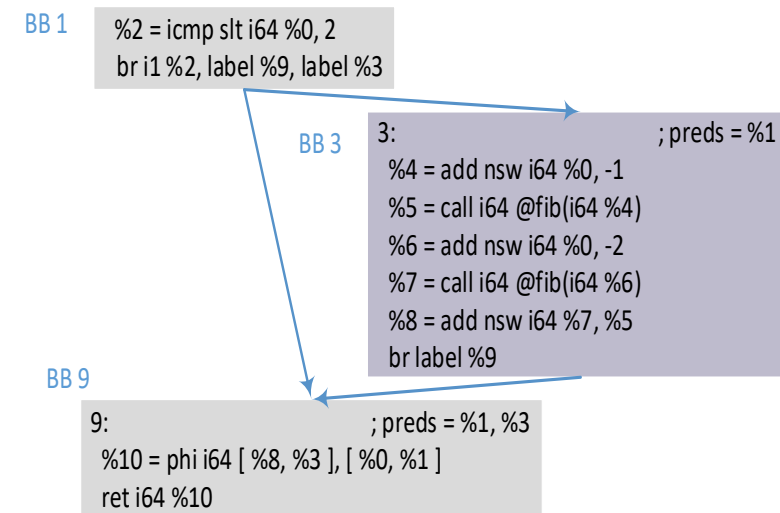 BB 1
%2 = icmp slt i64 %0, 2
br i1 %2, label %9, label %3
BB 3
3: ; preds = %1
%4 = add nsw i64 %0, -1
%5 = call i64 @fib(i64 %4)
%6 = add nsw i64 %0, -2
%7 = call i64 @fib(i64 %6)
%8 = add nsw i64 %7, %5
br label %9
BB 9
9: ; preds = %1, %3
%10 = phi i64 [ %8, %3 ], [ %0, %1 ]
ret i64 %10